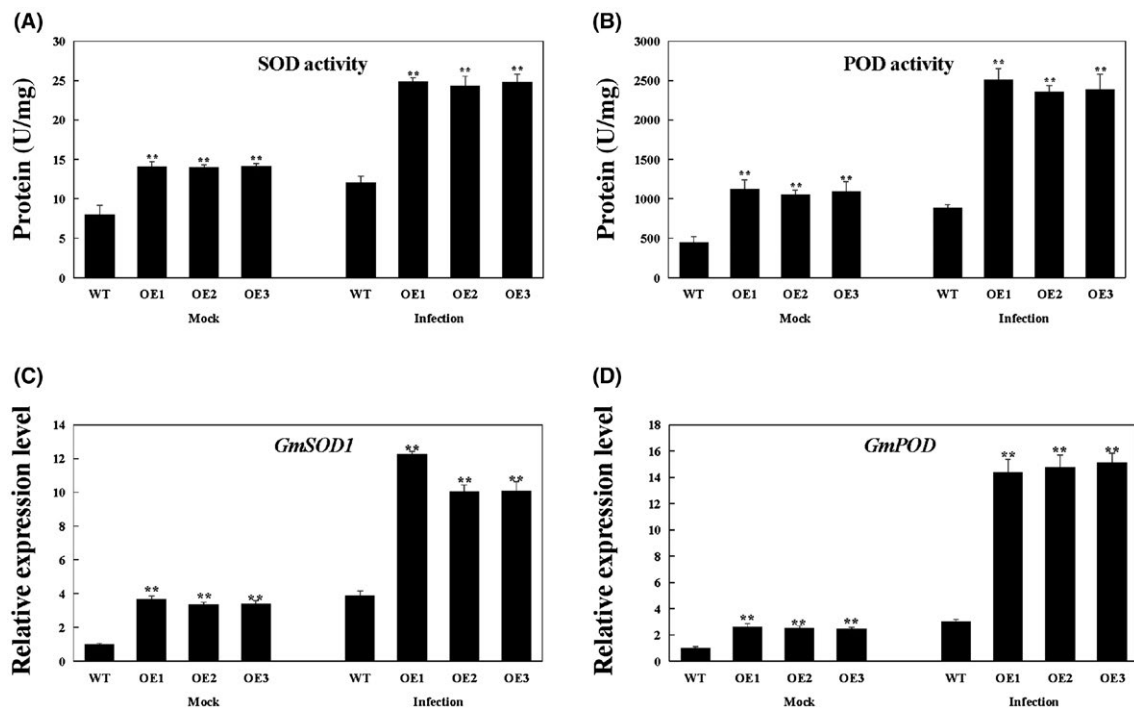 (A)
SOD activity
Protein (U/mg)
30
25
20
15
10
5
0
** ** **
** ** **
WT OE1 OE2 OE3 WT OE1 OE2 OE3
Mock Infection
(B)
POD activity
Protein (U/mg)
3000
2500
2000
1500
1000
500
0
** ** **
** ** **
WT OE1 OE2 OE3 WT OE1 OE2 OE3
Mock Infection
(C)
GmSOD1
Relative expression level
14
12
10
8
6
4
2
0
** ** **
** ** **
WT OE1 OE2 OE3 WT OE1 OE2 OE3
Mock Infection
(D)
GmPOD
Relative expression level
18
16
14
12
10
8
6
4
2
0
** ** **
** ** **
WT OE1 OE2 OE3 WT OE1 OE2 OE3
Mock Infection